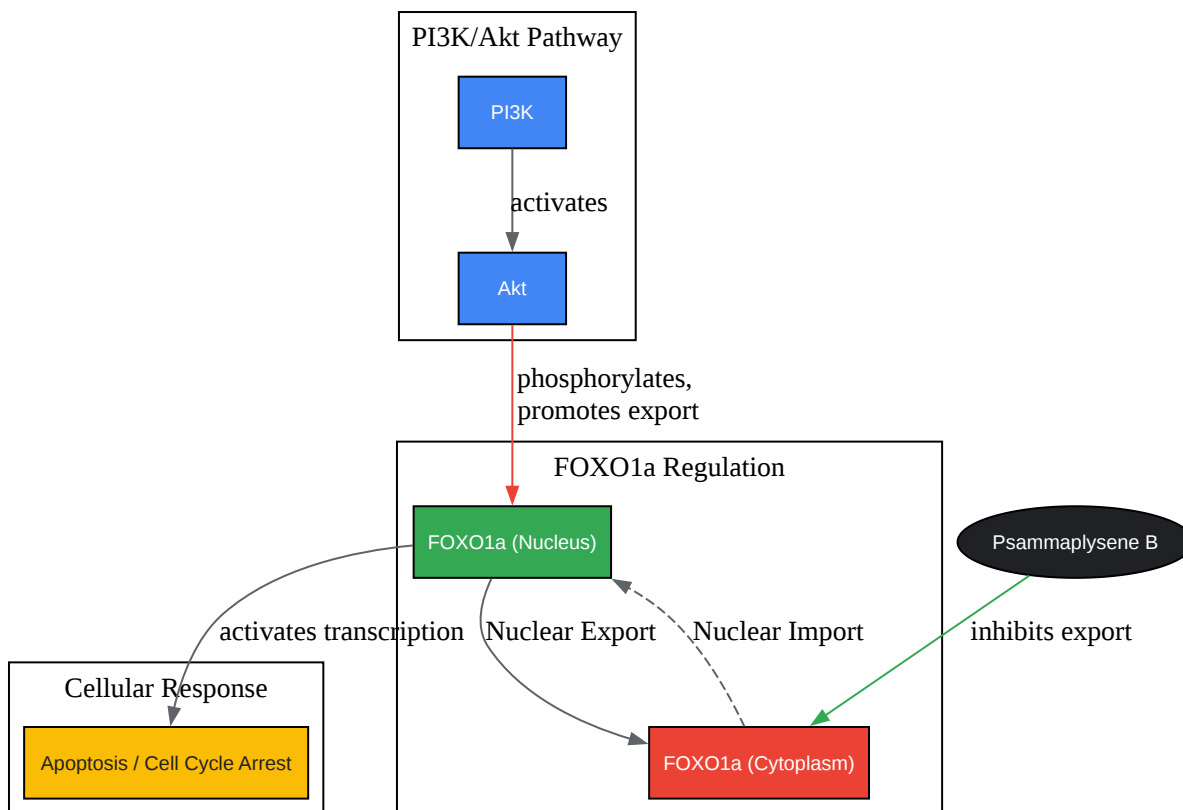 PI3K/Akt Pathway
PI3K
activates
Akt
phosphorylates,
promotes export
FOXO1a Regulation
FOXO1a (Nucleus)
Psammaplysene B
activates transcription
Nuclear Export
Nuclear Import
inhibits export
Cellular Response
Apoptosis / Cell Cycle Arrest
FOXO1a (Cytoplasm)